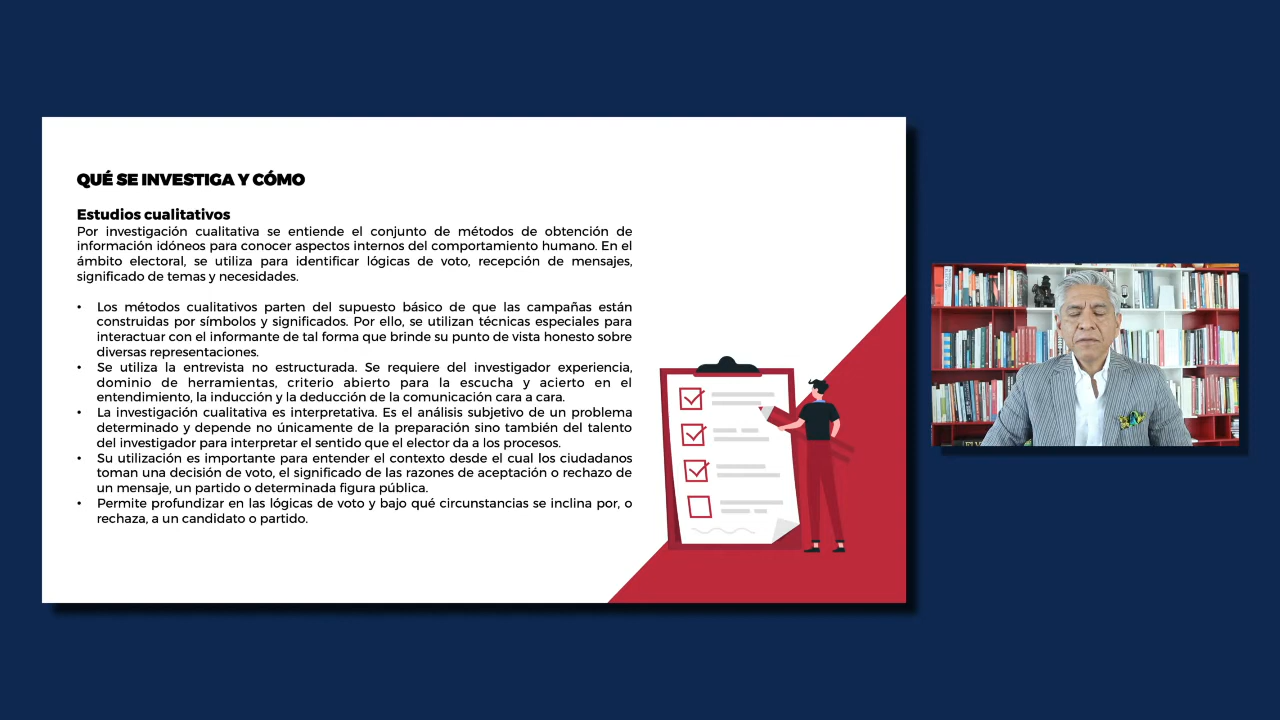 QUÉ SE INVESTIGA Y CÓMO
Estudios cualitativos
Por investigación cualitativa se entiende el conjunto de métodos de obtención de
información idóneos para conocer aspectos internos del comportamiento humano. En el
ámbito electoral, se utiliza para identificar lógicas de voto, recepción de mensajes,
significado de temas y necesidades.
• Los métodos cualitativos parten del supuesto básico de que las campañas están
construidas por símbolos y significados. Por ello, se utilizan técnicas especiales para
interactuar con el informante de tal forma que brinde su punto de vista honesto sobre
diversas representaciones.
• Se utiliza la entrevista no estructurada. Se requiere del investigador experiencia,
dominio de herramientas, criterio abierto para la escucha y acierto en el
entendimiento, la inducción y la deducción de la comunicación cara a cara.
• La investigación cualitativa es interpretativa. Es el análisis subjetivo de un problema
determinado y depende no únicamente de la preparación sino también del talento
del investigador para interpretar el sentido que el elector da a los procesos.
• Su utilización es importante para entender el contexto desde el cual los ciudadanos
toman una decisión de voto, el significado de las razones de aceptación o rechazo de
un mensaje, un partido o determinada figura pública.
• Permite profundizar en las lógicas de voto y bajo qué circunstancias se inclina por, o
rechaza, a un candidato o partido.